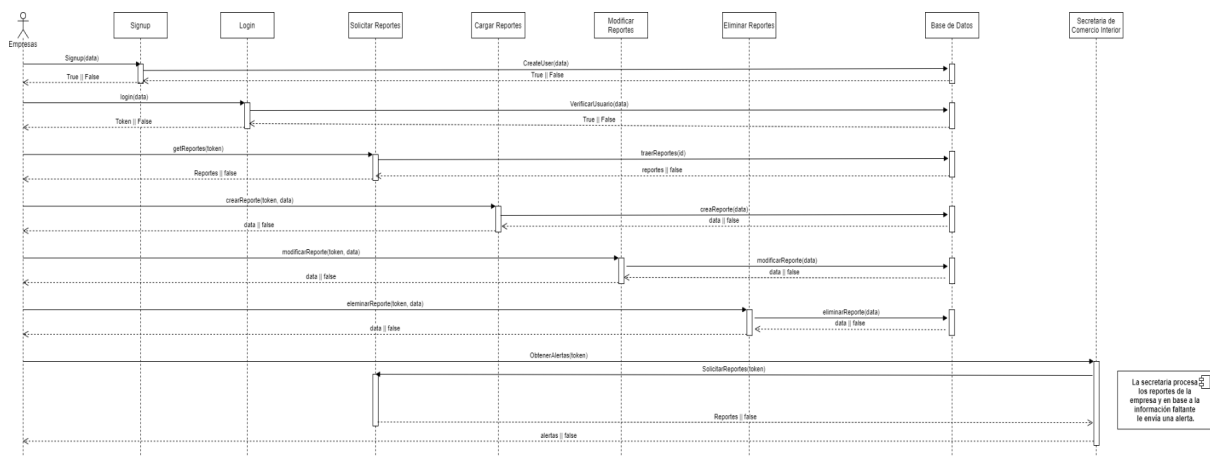 Empresas
Signup
Login
Solicitar Reportes
Cargar Reportes
Modificar
Reportes
Eliminar Reportes
Base de Datos
Secretaria de
Comercio Interior
Signup(data)
CreateUser(data)
True || False
True || False
login(data)
VerifiicarUsuario(data)
True || False
Token || False
getReportes(token)
traerReportes(id)
reportes || false
Reportes || false
crearReporte(token, data)
creaReporte(data)
data || false
data || false
modificarReporte(token, data)
modificarReporte(data)
data || false
data || false
eleminarReporte(token, data)
eliminarReporte(data)
data || false
data || false
ObtenerAlertas(token)
SolicitarReportes(token)
La secretaria procesa
los reportes de la
empresa y en base a la
información faltante
le envía una alerta.
Reportes || false
alertas || false